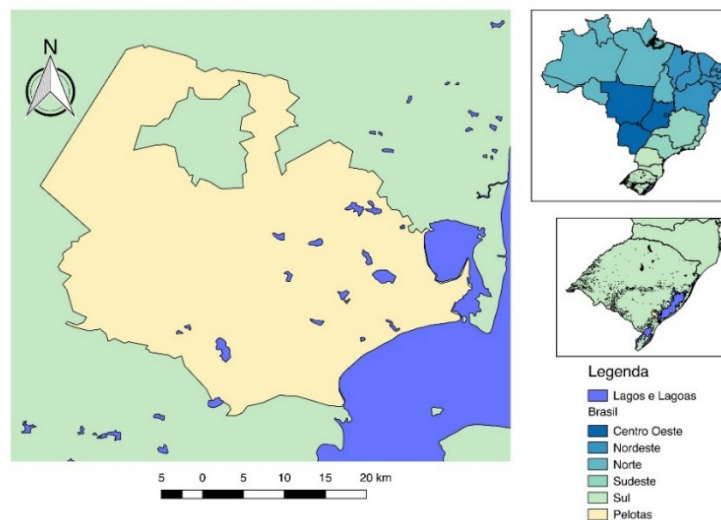 N
5 0 5 10 15 20 km
Legenda
Lagos e Lagoas
Brasil
Centro Oeste
Nordeste
Norte
Sudeste
Sul
Pelotas